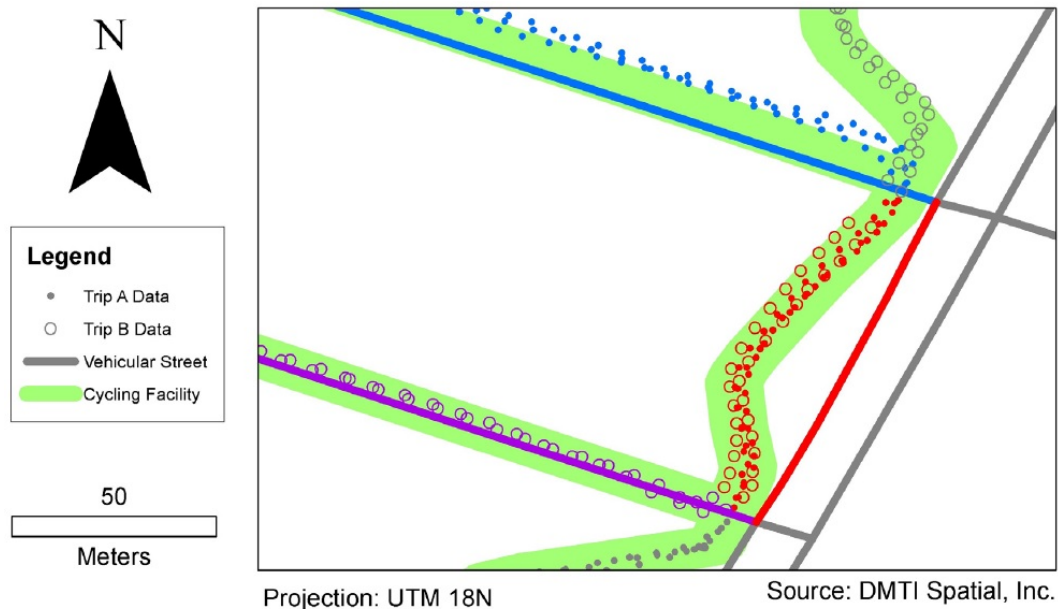 N
Legend
Trip A Data
Trip B Data
Vehicular Street
Cycling Facility
50
Meters
Projection: UTM 18N
Source: DMTI Spatial, Inc.